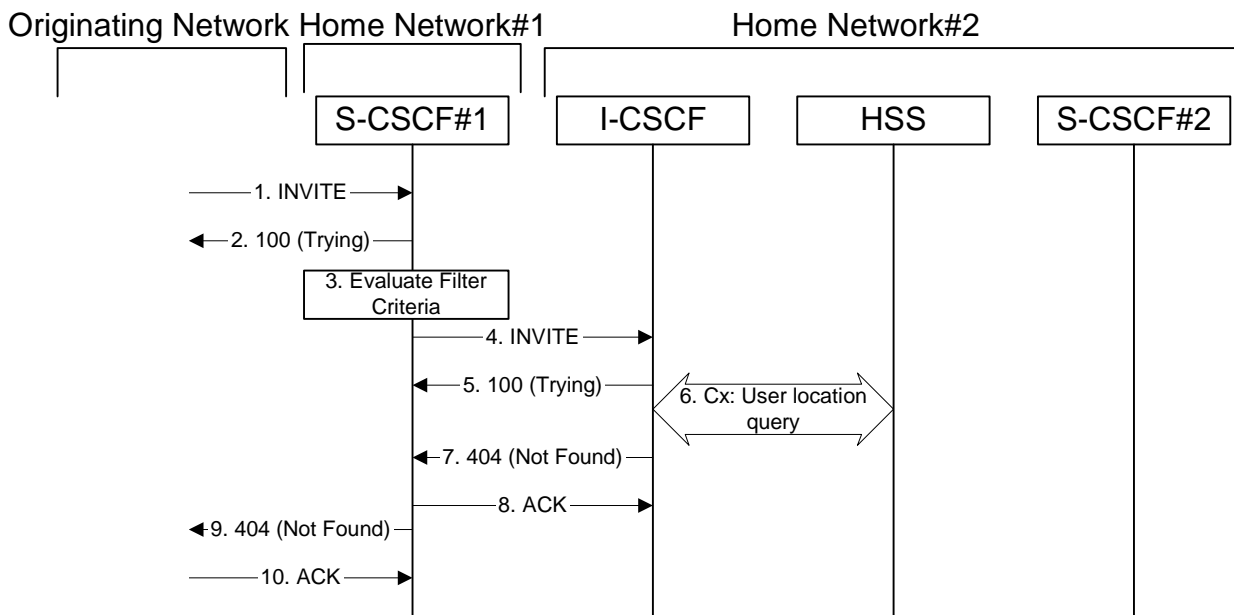 Originating Network Home Network#1 Home Network#2
S-CSCF#1 I-CSCF HSS S-CSCF#2
1. INVITE
2. 100 (Trying)
3. Evaluate Filter
Criteria
4. INVITE
5. 100 (Trying)
6. Cx: User location
query
7. 404 (Not Found)
8. ACK
9. 404 (Not Found)
10. ACK